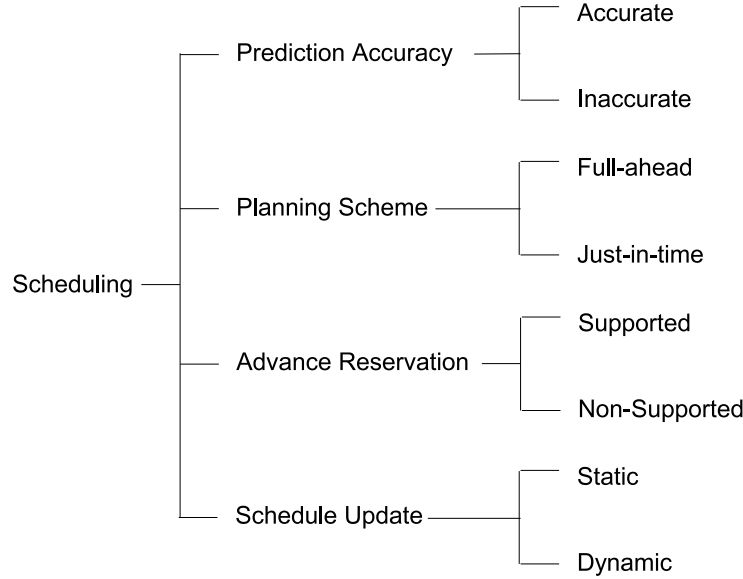 Scheduling
Prediction Accuracy
Accurate
Inaccurate
Planning Scheme
Full-ahead
Just-in-time
Advance Reservation
Supported
Non-Supported
Schedule Update
Static
Dynamic